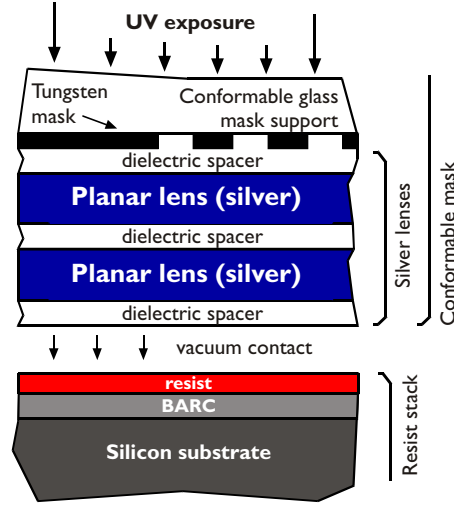 UV exposure
Tungsten
mask
Conformable glass
mask support
dielectric spacer
Planar lens (silver)
dielectric spacer
Planar lens (silver)
dielectric spacer
Silver lenses
Conformable mask
vacuum contact
resist
BARC
Silicon substrate
Resist stack